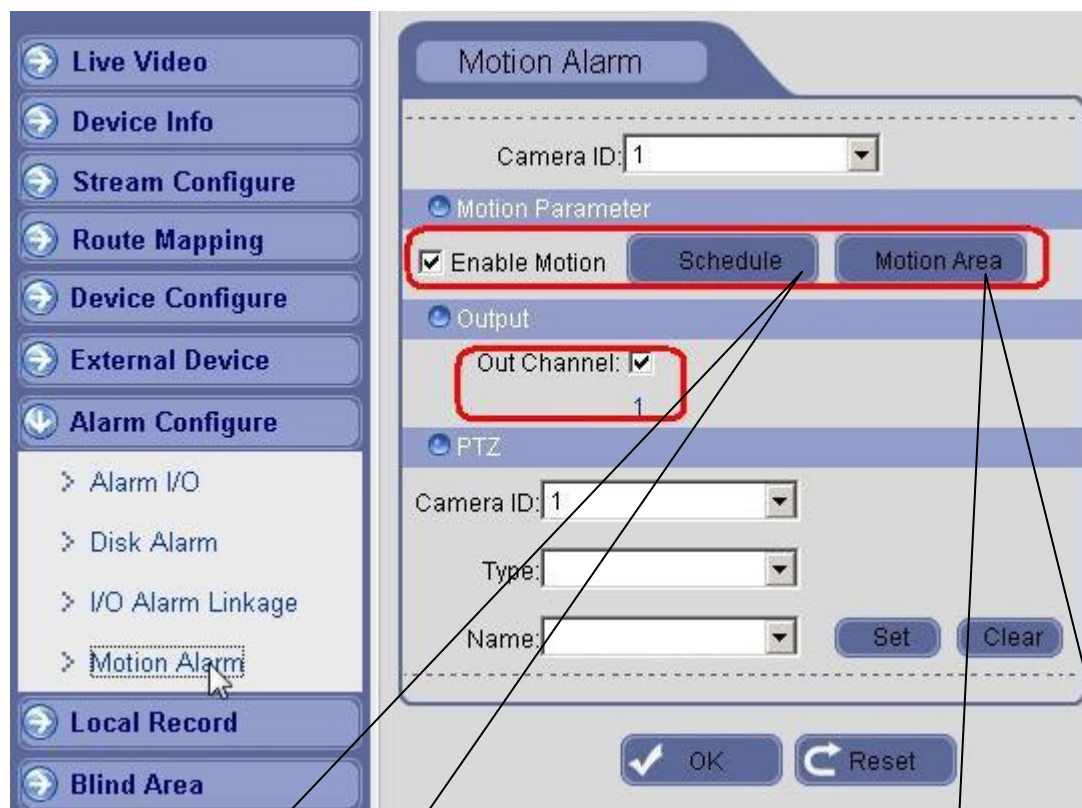 Live Video
Device Info
Stream Configure
Route Mapping
Device Configure
External Device
Alarm Configure
> Alarm I/O
> Disk Alarm
> I/O Alarm Linkage
> Motion Alarm
Local Record
Blind Area
Motion Alarm
Camera ID: 1
Motion Parameter
Enable Motion Schedule Motion Area
Output
Out Channel:
1
PTZ
Camera ID: 1
Type:
Name: Set Clear
OK Reset